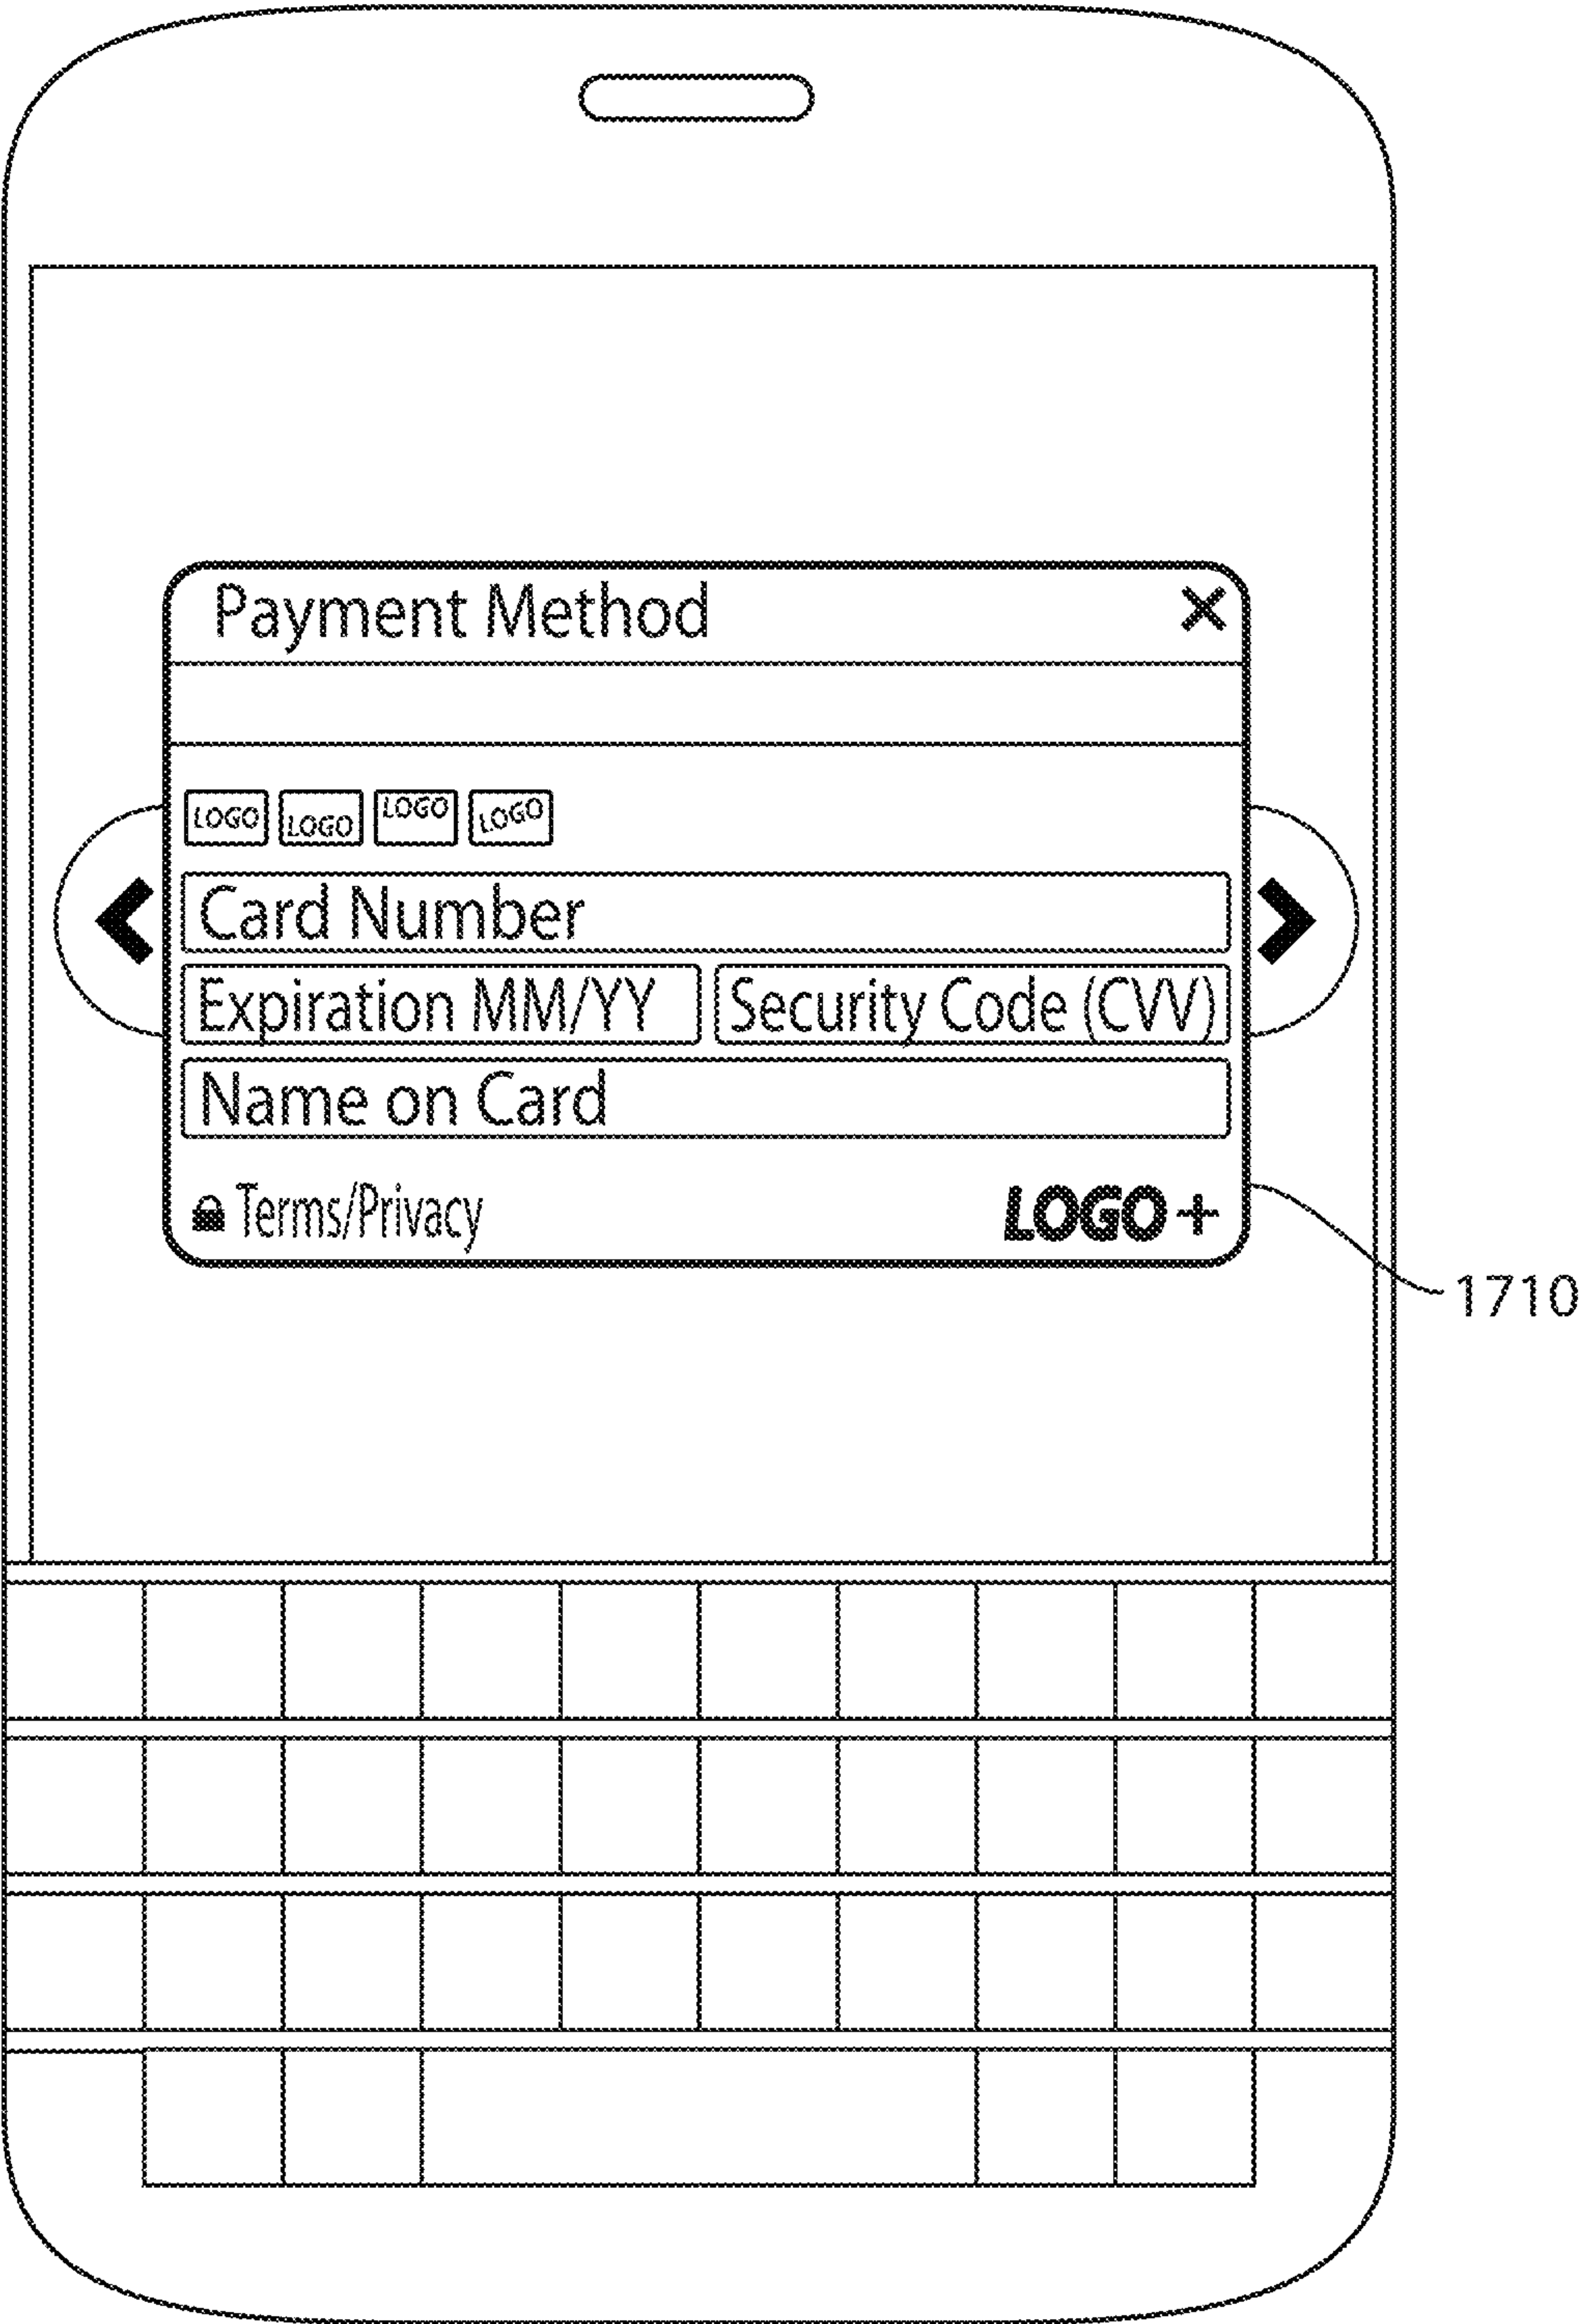 Payment Method ×
LOGO LOGO LOGO LOGO
Card Number
Expiration MM/YY Security Code (CVV)
Name on Card
Terms/Privacy LOGO +
1710